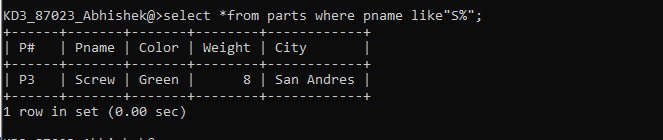 KD3_87023_Abhishek@>select *from parts where pname like"S%";
+------+-------+-------+--------+------------+
| P#   | Pname | Color | Weight | City       |
+------+-------+-------+--------+------------+
| P3   | Screw | Green |      8 | San Andres |
+------+-------+-------+--------+------------+
1 row in set (0.00 sec)